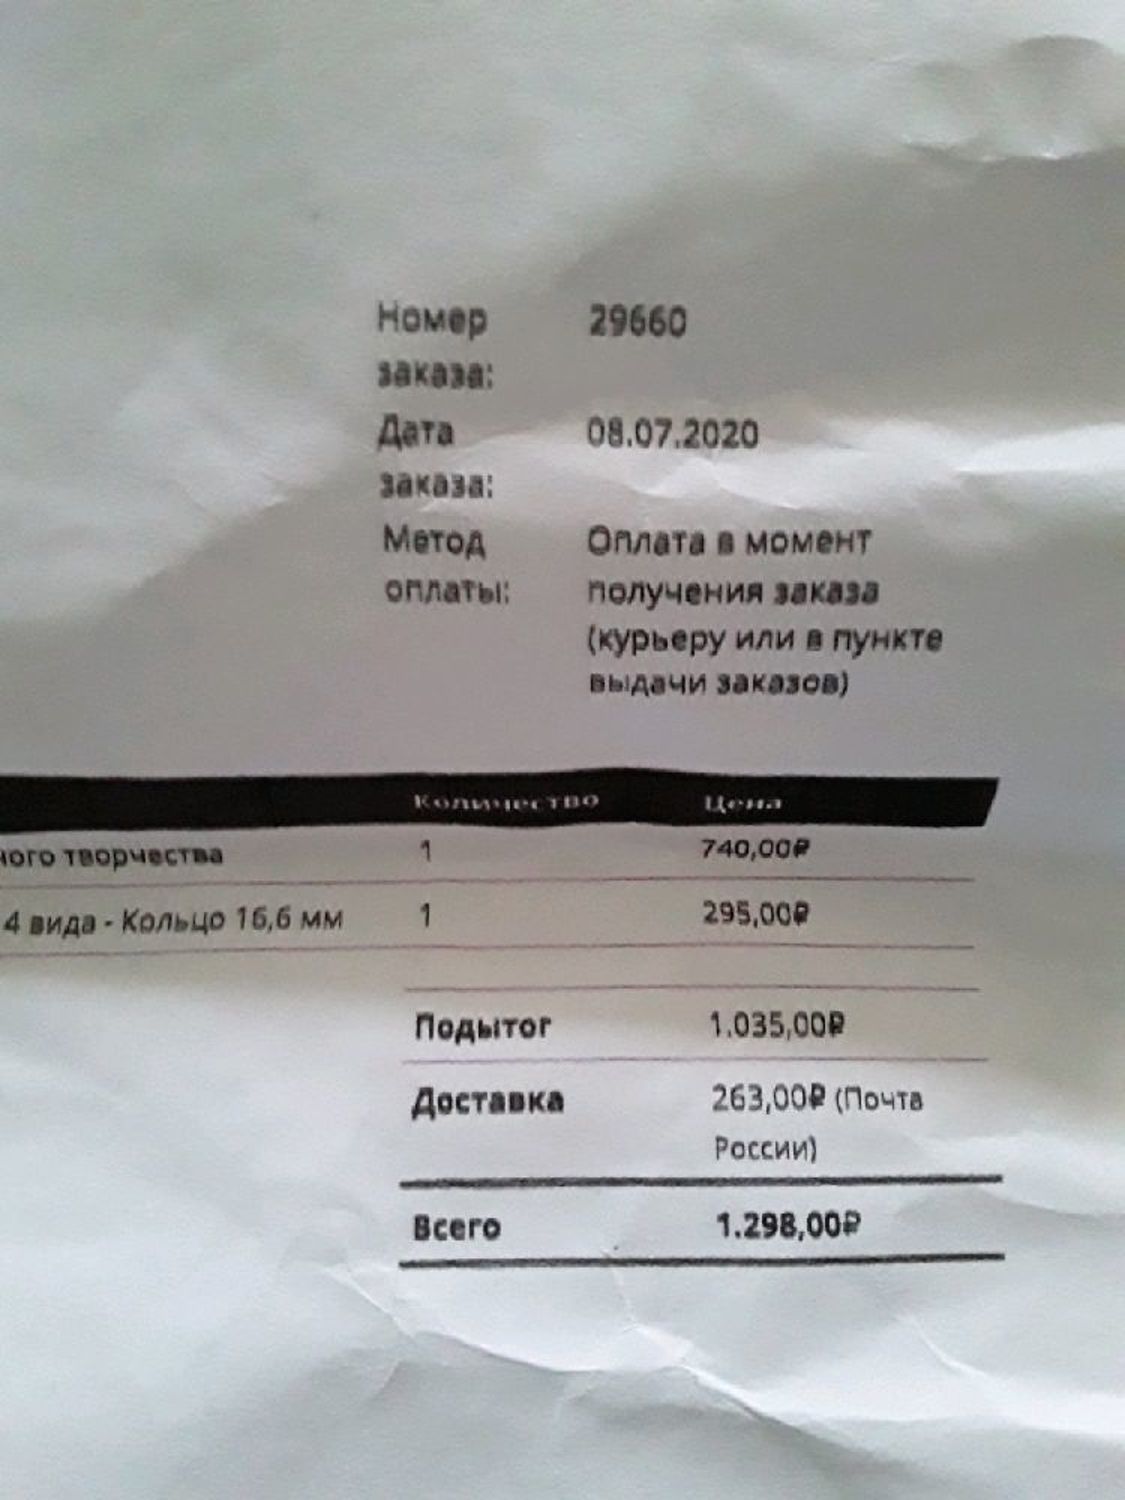 Номер 29660
заказа:
Дата 08.07.2020
заказа:
Метод Оплата в момент
оплаты: получения заказа
(курьеру или в пункте
выдачи заказов)
Количество Цена
ного творчества 1 740,00₽
4 вида - Кольцо 16,6 мм 1 295,00₽
Подытог 1.035,00₽
Доставка 263,00₽ (Почта
России)
Всего 1.298,00₽